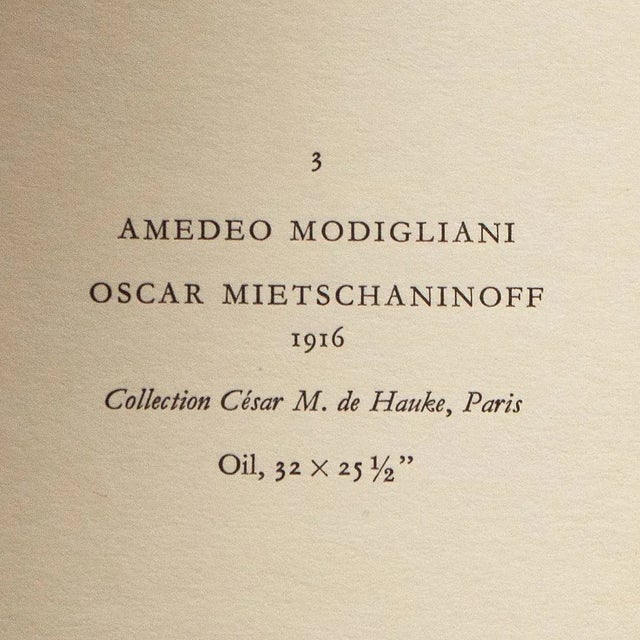 3
AMEDEO MODIGLIANI
OSCAR MIETSCHANINOFF
1916
Collection César M. de Hauke, Paris
Oil, 32 × 25 ½”